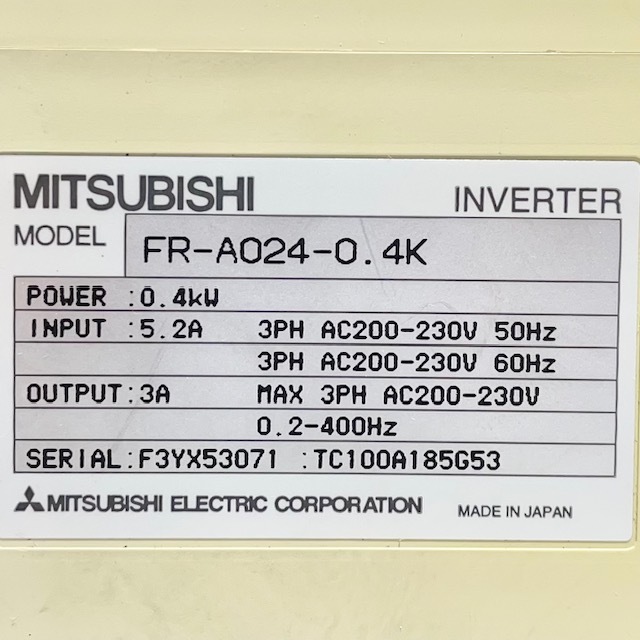 MITSUBISHI INVERTER
MODEL FR-A024-0.4K
POWER :0.4kW
INPUT :5.2A 3PH AC200-230V 50Hz
3PH AC200-230V 60Hz
OUTPUT:3A MAX 3PH AC200-230V
0.2-400Hz
SERIAL:F3YX53071 :TC100A185G53
MITSUBISHI ELECTRIC CORPORATION MADE IN JAPAN